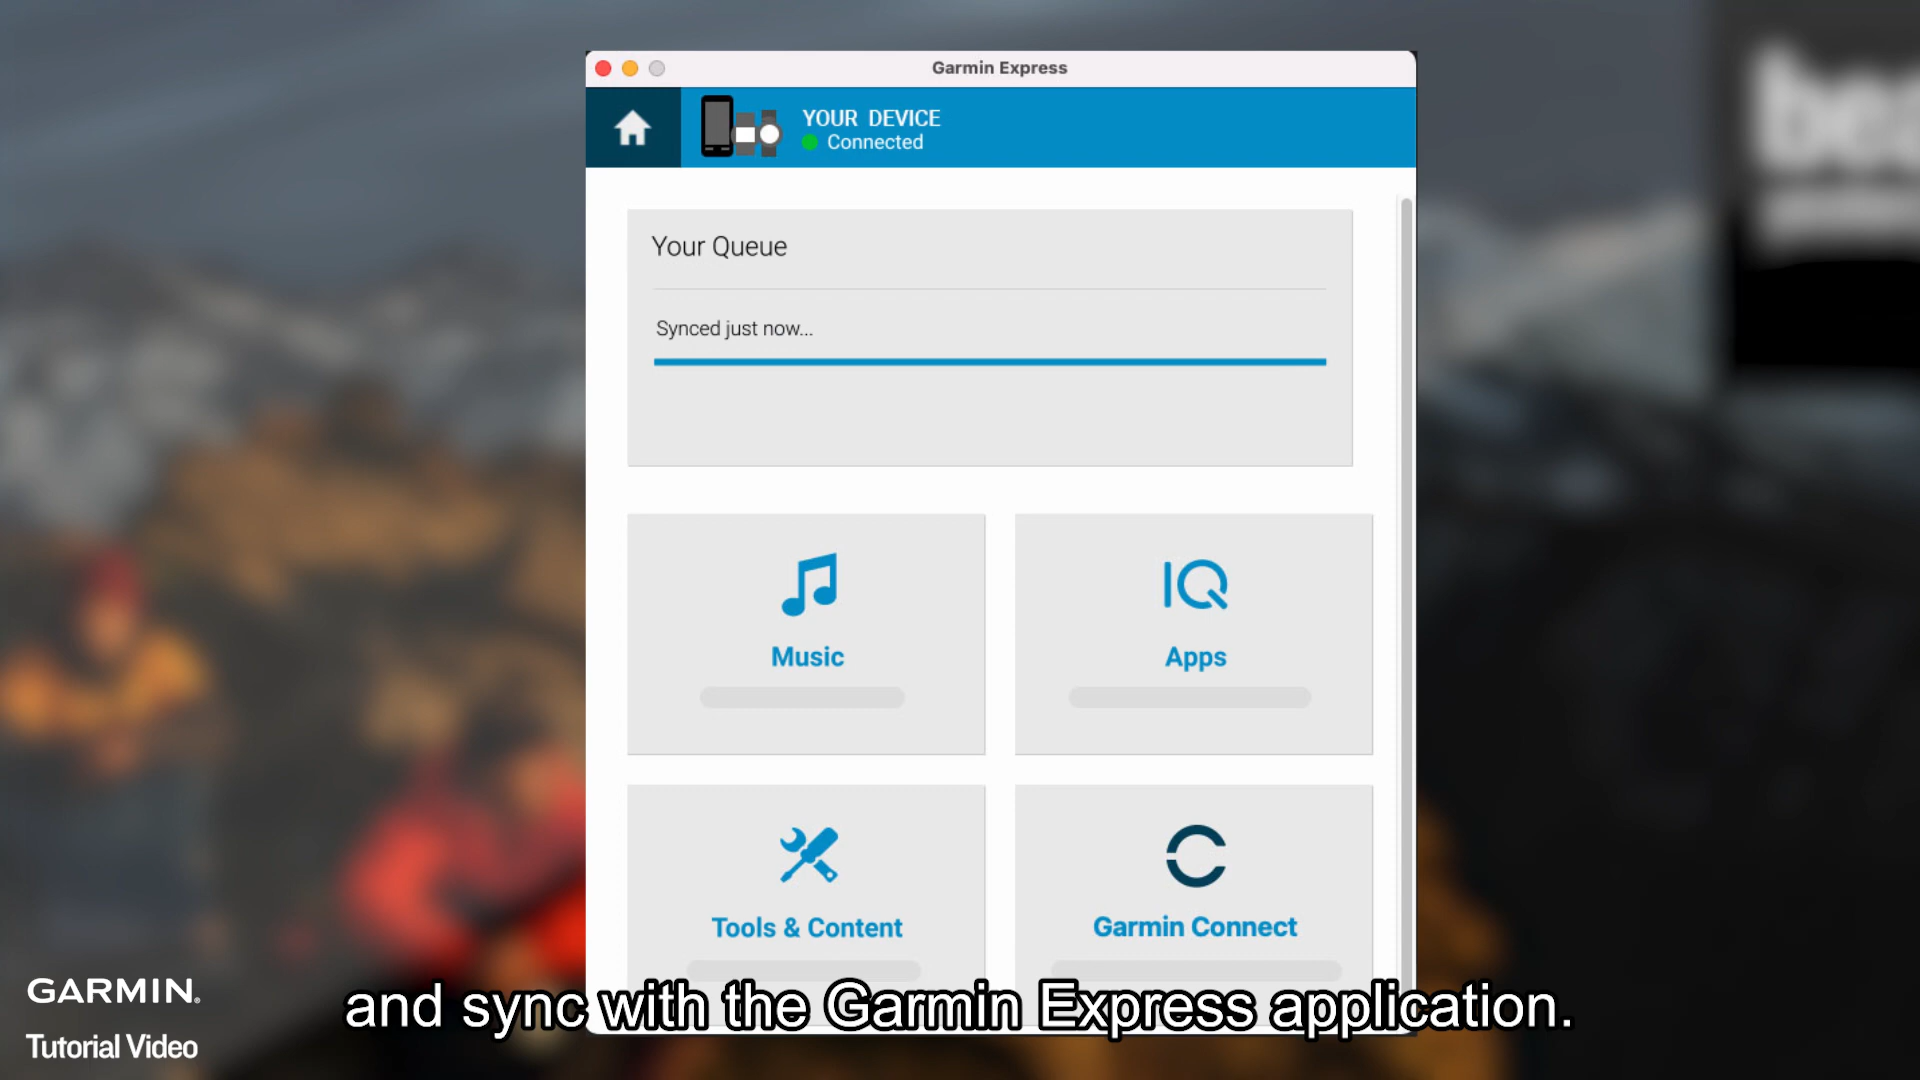 Garmin Express
YOUR DEVICE
Connected
Your Queue
Synced just now...
Music
IQ
Apps
Tools & Content
Garmin Connect
and sync with the Garmin Express application.
GARMIN®
Tutorial Video